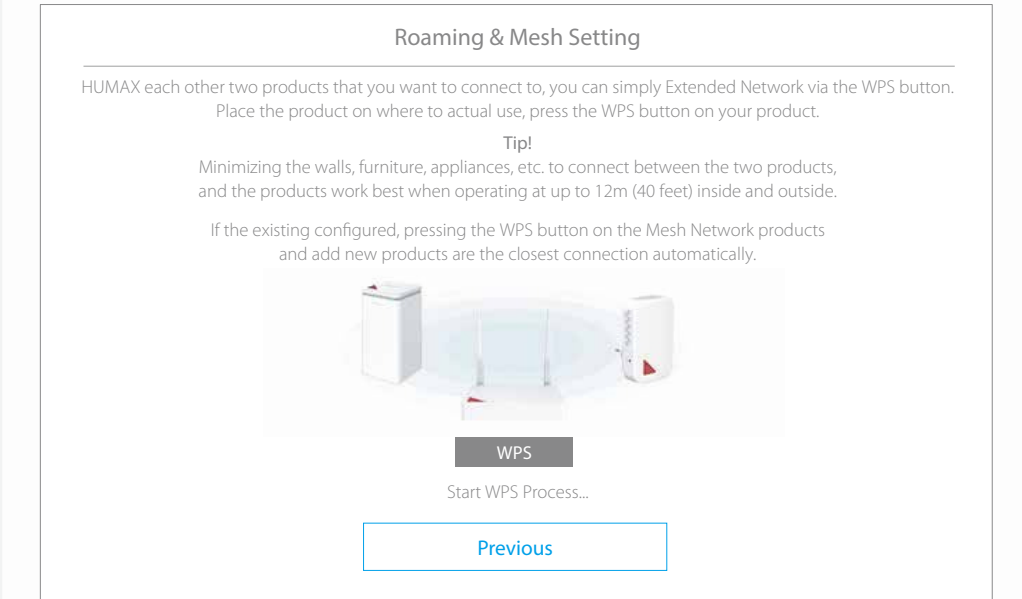 Roaming & Mesh Setting
HUMAX each other two products that you want to connect to, you can simply Extended Network via the WPS button.
Place the product on where to actual use, press the WPS button on your product.
Tip!
Minimizing the walls, furniture, appliances, etc. to connect between the two products,
and the products work best when operating at up to 12m (40 feet) inside and outside.
If the existing configured, pressing the WPS button on the Mesh Network products
and add new products are the closest connection automatically.
WPS
Start WPS Process...
Previous